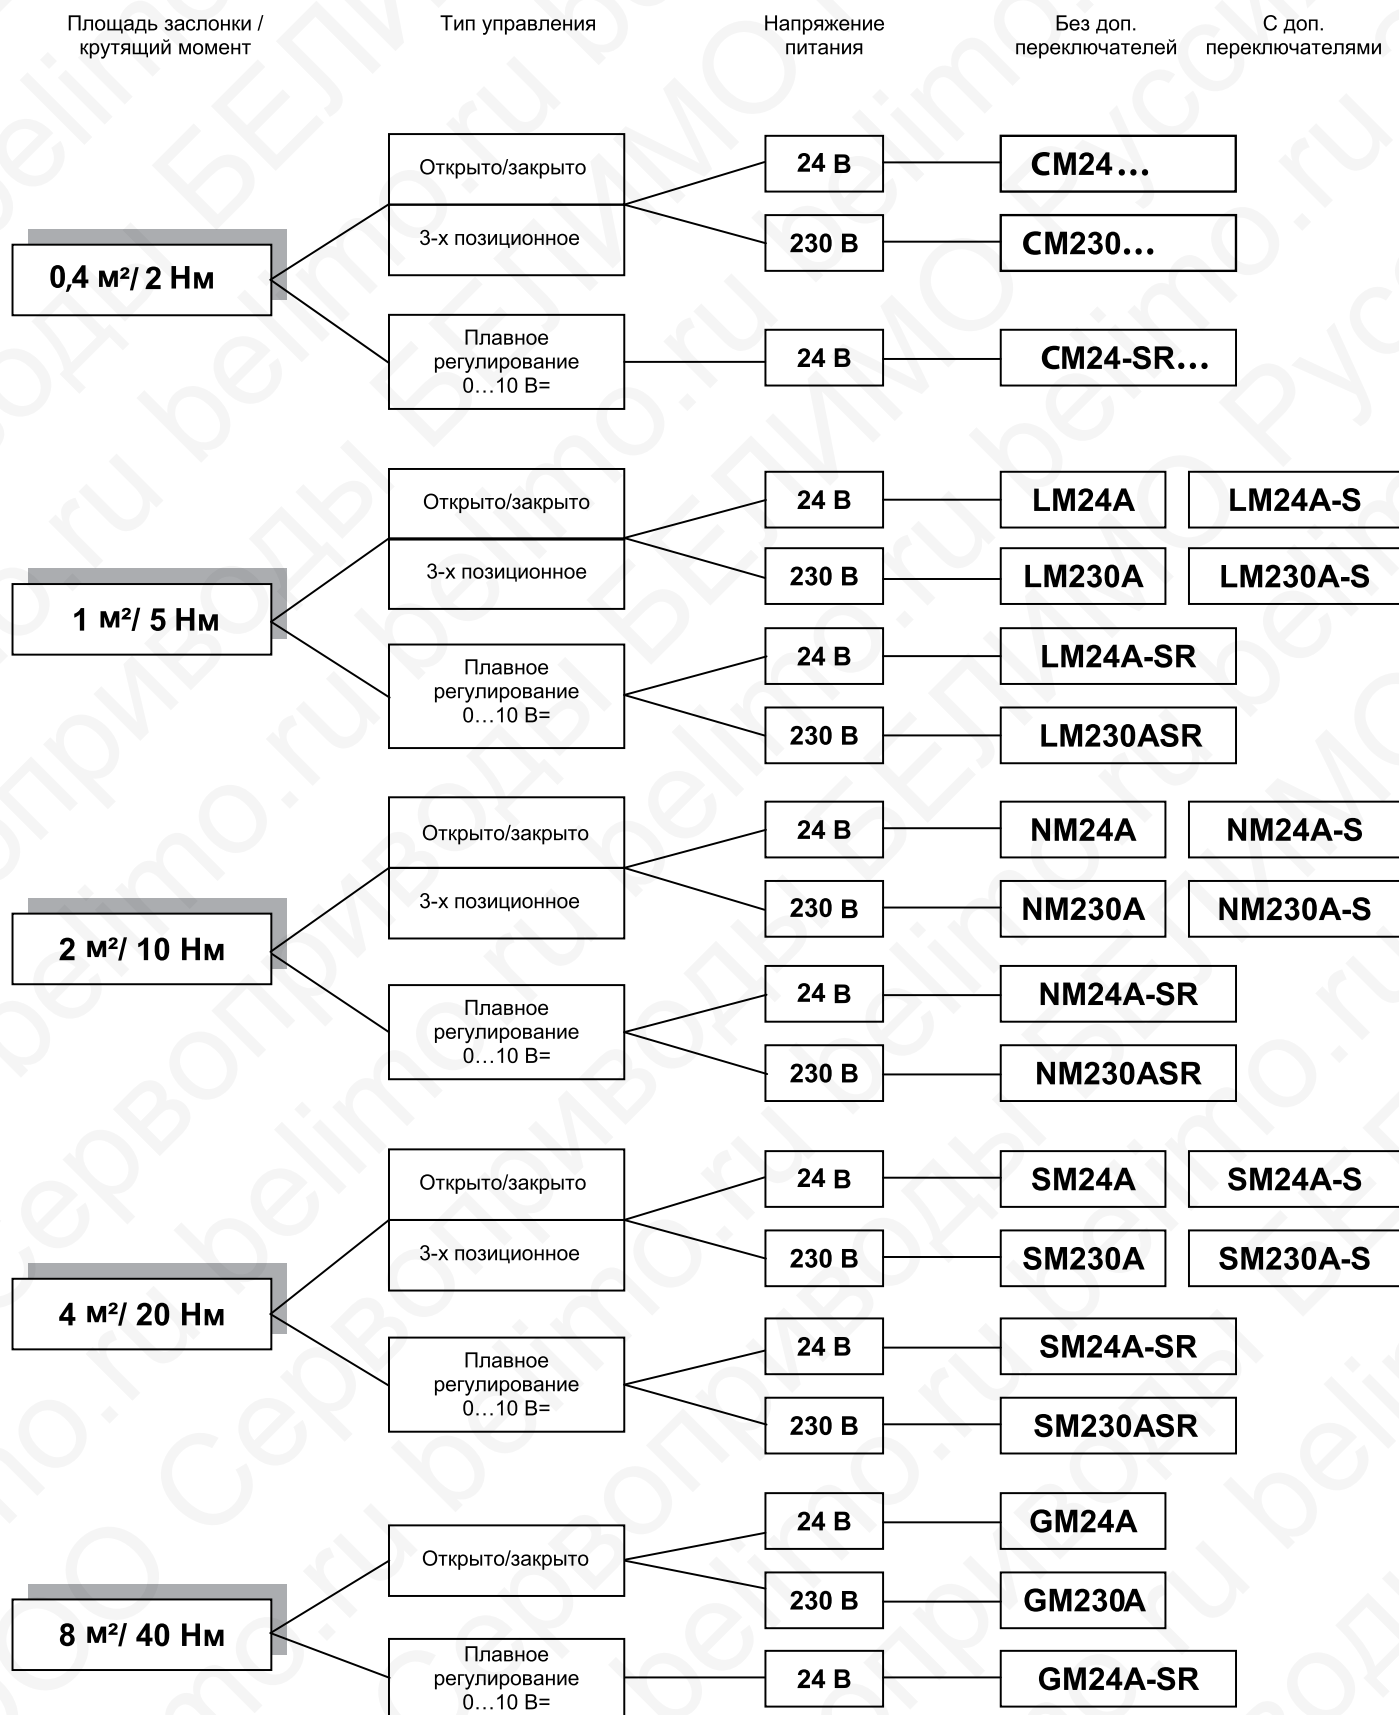 Площадь заслонки /
крутящий момент
Тип управления
Напряжение
питания
Без доп.
переключателей
С доп.
переключателями
0,4 м²/ 2 Нм
Открыто/закрыто
3-х позиционное
24 В
CM24...
230 В
CM230...
Плавное
регулирование
0...10 В=
24 В
CM24-SR...
1 м²/ 5 Нм
Открыто/закрыто
3-х позиционное
24 В
LM24A
LM24A-S
230 В
LM230A
LM230A-S
Плавное
регулирование
0...10 В=
24 В
LM24A-SR
230 В
LM230ASR
2 м²/ 10 Нм
Открыто/закрыто
3-х позиционное
24 В
NM24A
NM24A-S
230 В
NM230A
NM230A-S
Плавное
регулирование
0...10 В=
24 В
NM24A-SR
230 В
NM230ASR
4 м²/ 20 Нм
Открыто/закрыто
3-х позиционное
24 В
SM24A
SM24A-S
230 В
SM230A
SM230A-S
Плавное
регулирование
0...10 В=
24 В
SM24A-SR
230 В
SM230ASR
8 м²/ 40 Нм
Открыто/закрыто
24 В
GM24A
230 В
GM230A
Плавное
регулирование
0...10 В=
24 В
GM24A-SR